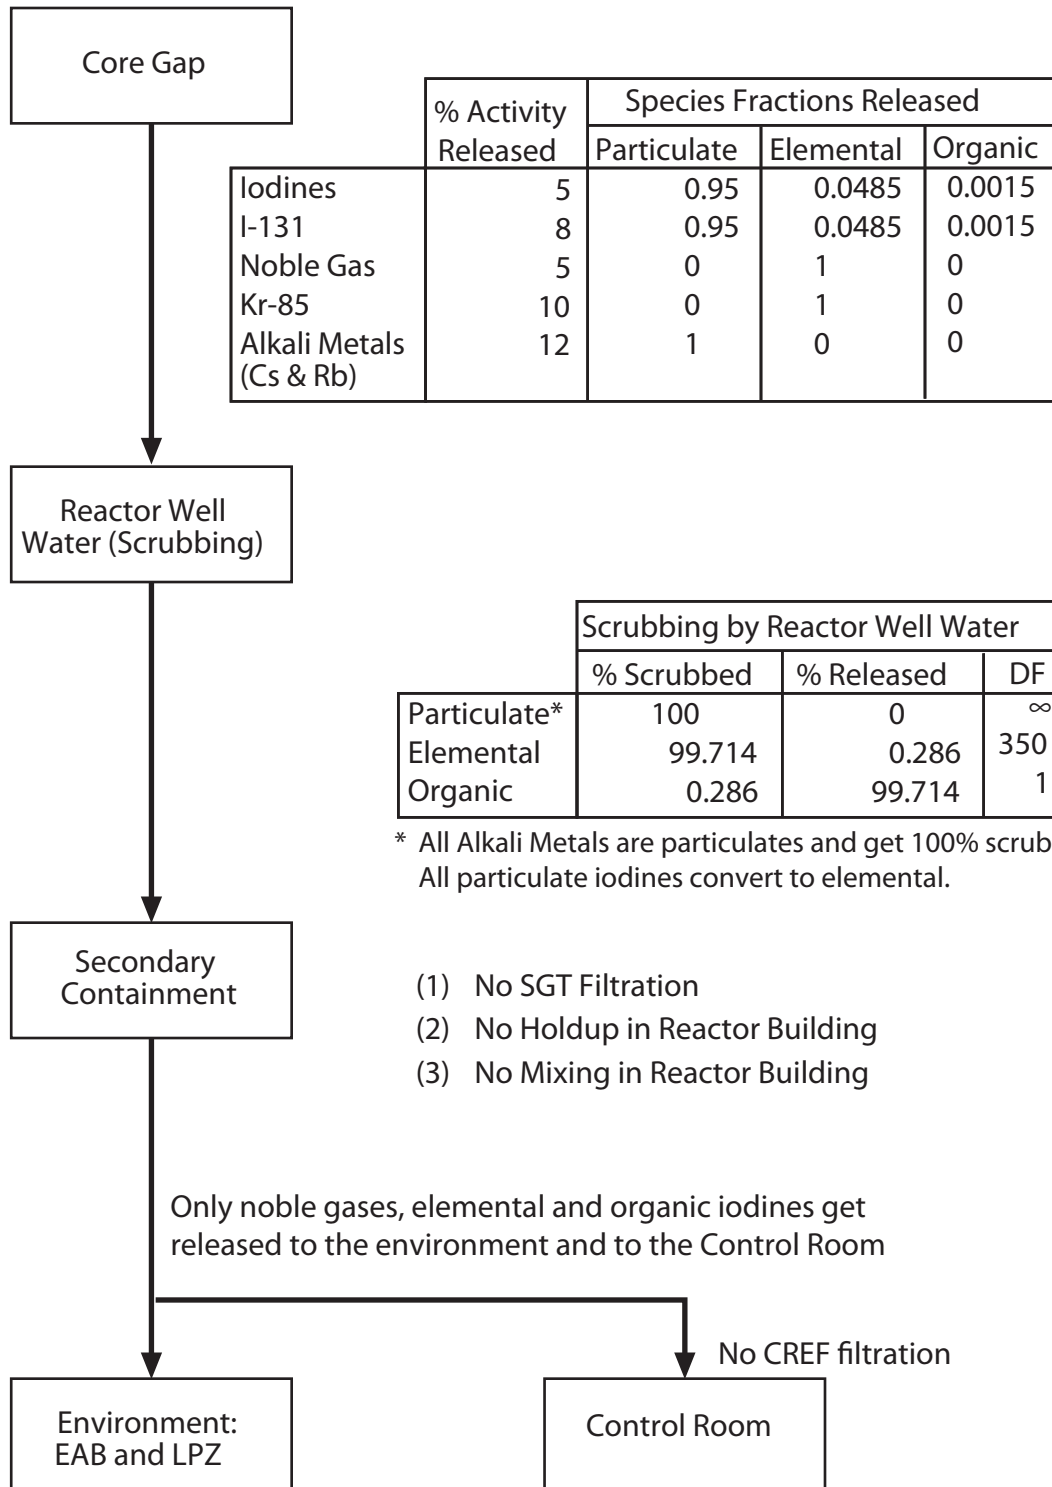 Core Gap
% Activity Released
Species Fractions Released
Particulate Elemental Organic
Iodines 5 0.95 0.0485 0.0015
I-131 8 0.95 0.0485 0.0015
Noble Gas 5 0 1 0
Kr-85 10 0 1 0
Alkali Metals 12 1 0 0
(Cs & Rb)
Reactor Well
Water (Scrubbing)
Scrubbing by Reactor Well Water
% Scrubbed % Released DF
Particulate* 100 0 ∞
Elemental 99.714 0.286 350
Organic 0.286 99.714 1
* All Alkali Metals are particulates and get 100% scrub
All particulate iodines convert to elemental.
Secondary
Containment
(1) No SGT Filtration
(2) No Holdup in Reactor Building
(3) No Mixing in Reactor Building
Only noble gases, elemental and organic iodines get
released to the environment and to the Control Room
No CREF filtration
Environment:
EAB and LPZ
Control Room